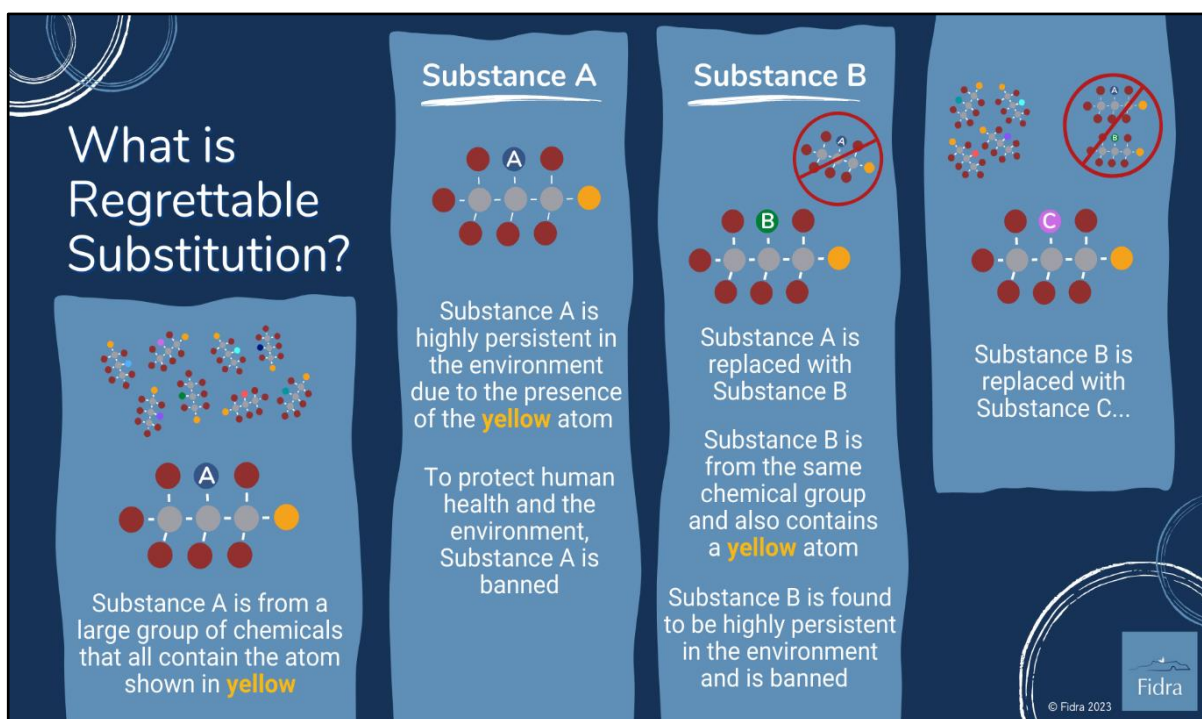 What is
Regrettable
Substitution?
A
Substance A is from a
large group of chemicals
that all contain the atom
shown in yellow
Substance A
A
Substance A is
highly persistent in
the environment
due to the presence
of the yellow atom
To protect human
health and the
environment,
Substance A is
banned
Substance B
A
B
Substance A is
replaced with
Substance B
Substance B is
from the same
chemical group
and also contains
a yellow atom
Substance B is found
to be highly persistent
in the environment
and is banned
A
B
C
Substance B is
replaced with
Substance C...
Fidra
© Fidra 2023